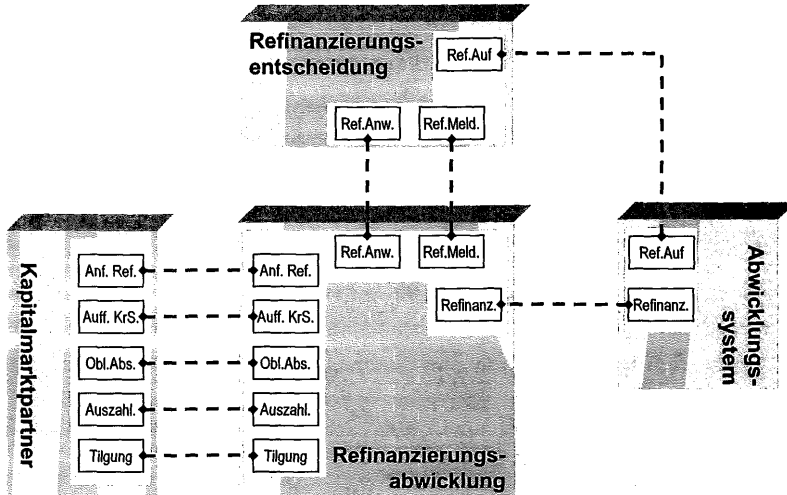 Refinanzierungs-
entscheidung
Ref.Auf
Ref.Anw.
Ref.Meld.
Kapitalmarktpartner
Anf. Ref.
Auff. KrS.
Obl.Abs.
Auszahl.
Tilgung
Ref.Anw.
Ref.Meld.
Anf. Ref.
Auff. KrS.
Refinanz.
Obl.Abs.
Auszahl.
Tilgung
Refinanzierungs-
abwicklung
Ref.Auf
Refinanz.
Abwicklungs-
system